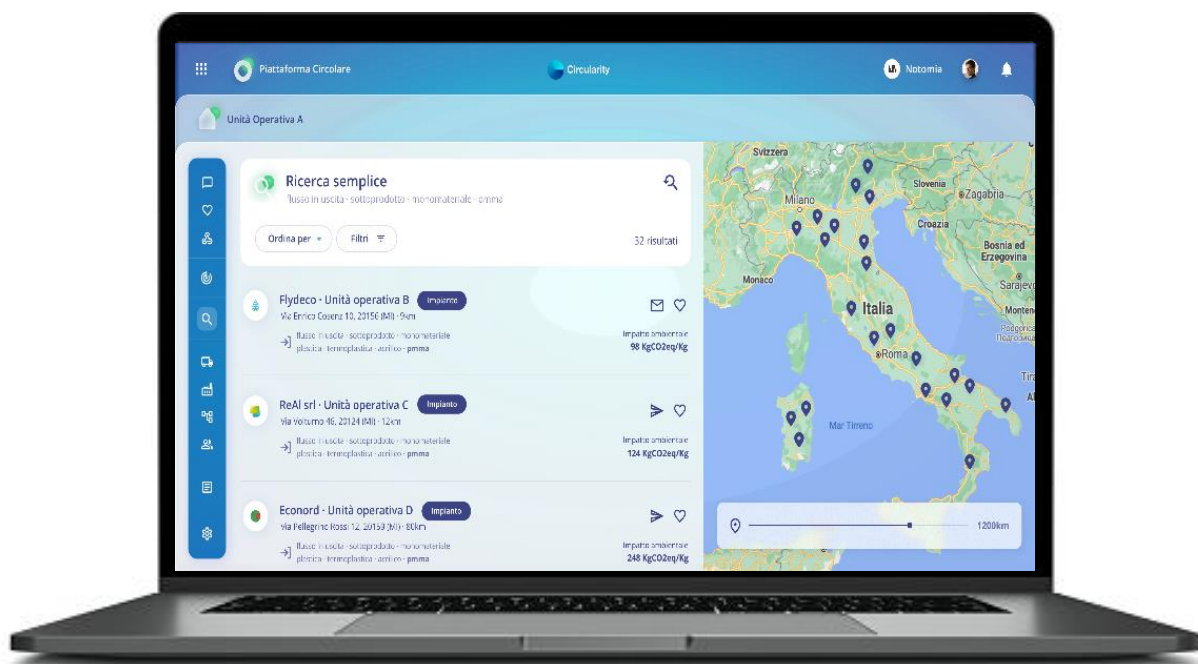 Piattaforma Circolare
Circularity
Notomia
Unità Operativa A
Ricerca semplice
flusso in uscita - sottoprodotto - monomateriale - pmma
Ordina per
Filtri
32 risultati
Flydeco - Unità operativa B
Impianto
Via Enrico Cosenz 10, 20156 (MI) - 9km
flusso in uscita - sottoprodotto - monomateriale
plastica - termoplastica - acrilico - pmma
Impatto ambientale
98 KgCO2eq/Kg
ReAl srl - Unità operativa C
Impianto
Via Volturno 46, 20124 (MI) - 12km
flusso in uscita - sottoprodotto - monomateriale
plastica - termoplastica - acrilico - pmma
Impatto ambientale
124 KgCO2eq/Kg
Econord - Unità operativa D
Impianto
Via Pellegrino Rossi 12, 20159 (MI) - 80km
flusso in uscita - sottoprodotto - monomateriale
plastica - termoplastica - acrilico - pmma
Impatto ambientale
248 KgCO2eq/Kg
Svizzera
Milano
Slovenia
Zagabria
Croazia
Bosnia ed
Erzegovina
Monaco
Italia
Roma
Mar Tirreno
1200km